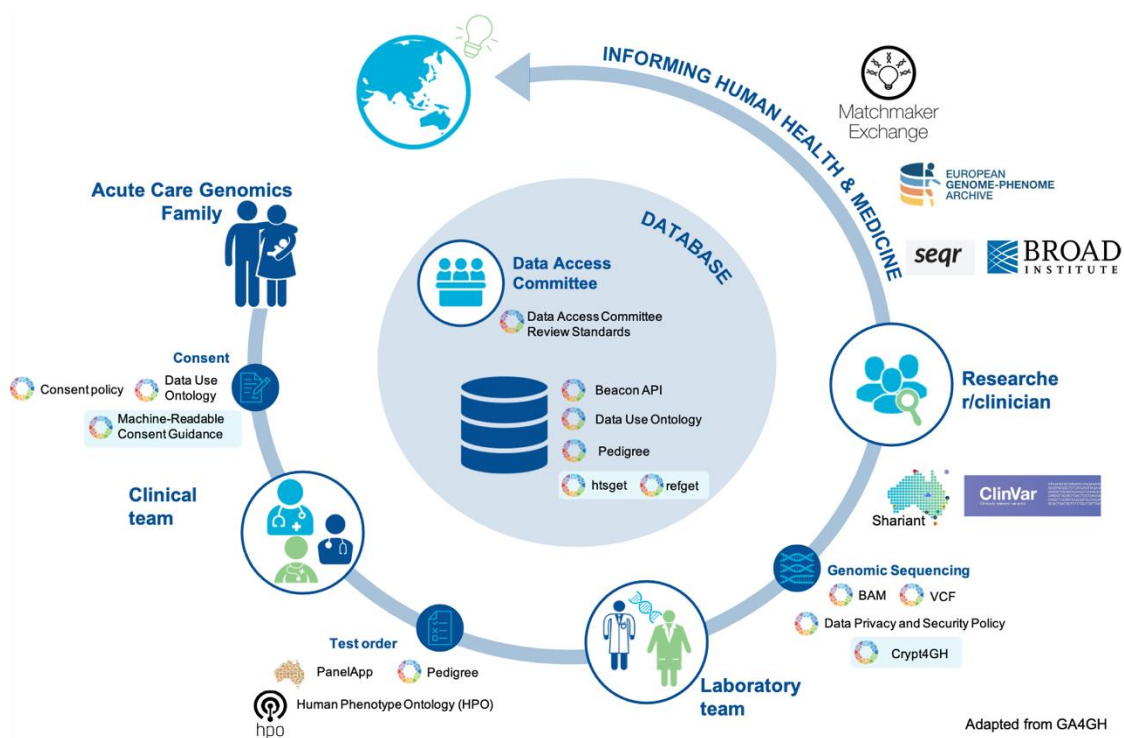 INFORMING HUMAN HEALTH & MEDICINE
Matchmaker
Exchange
EUROPEAN
GENOME-PHENOME
ARCHIVE
seqr
BROAD
INSTITUTE
Acute Care Genomics
Family
DATABASE
Data Access
Committee
Data Access Committee
Review Standards
Beacon API
Data Use Ontology
Pedigree
htsget
refget
Consent
Consent policy
Data Use
Ontology
Machine-Readable
Consent Guidance
Clinical
team
Test order
PanelApp
Pedigree
hpo
Human Phenotype Ontology (HPO)
Laboratory
team
Genomic Sequencing
BAM
VCF
Data Privacy and Security Policy
Crypt4GH
Shariant
ClinVar
Researche
r/clinician
Adapted from GA4GH